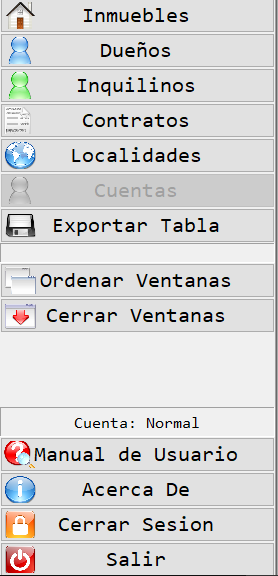 Inmuebles
Dueños
Inquilinos
Contratos
Localidades
Cuentas
Exportar Tabla
Ordenar Ventanas
Cerrar Ventanas
Cuenta: Normal
Manual de Usuario
Acerca De
Cerrar Sesion
Salir